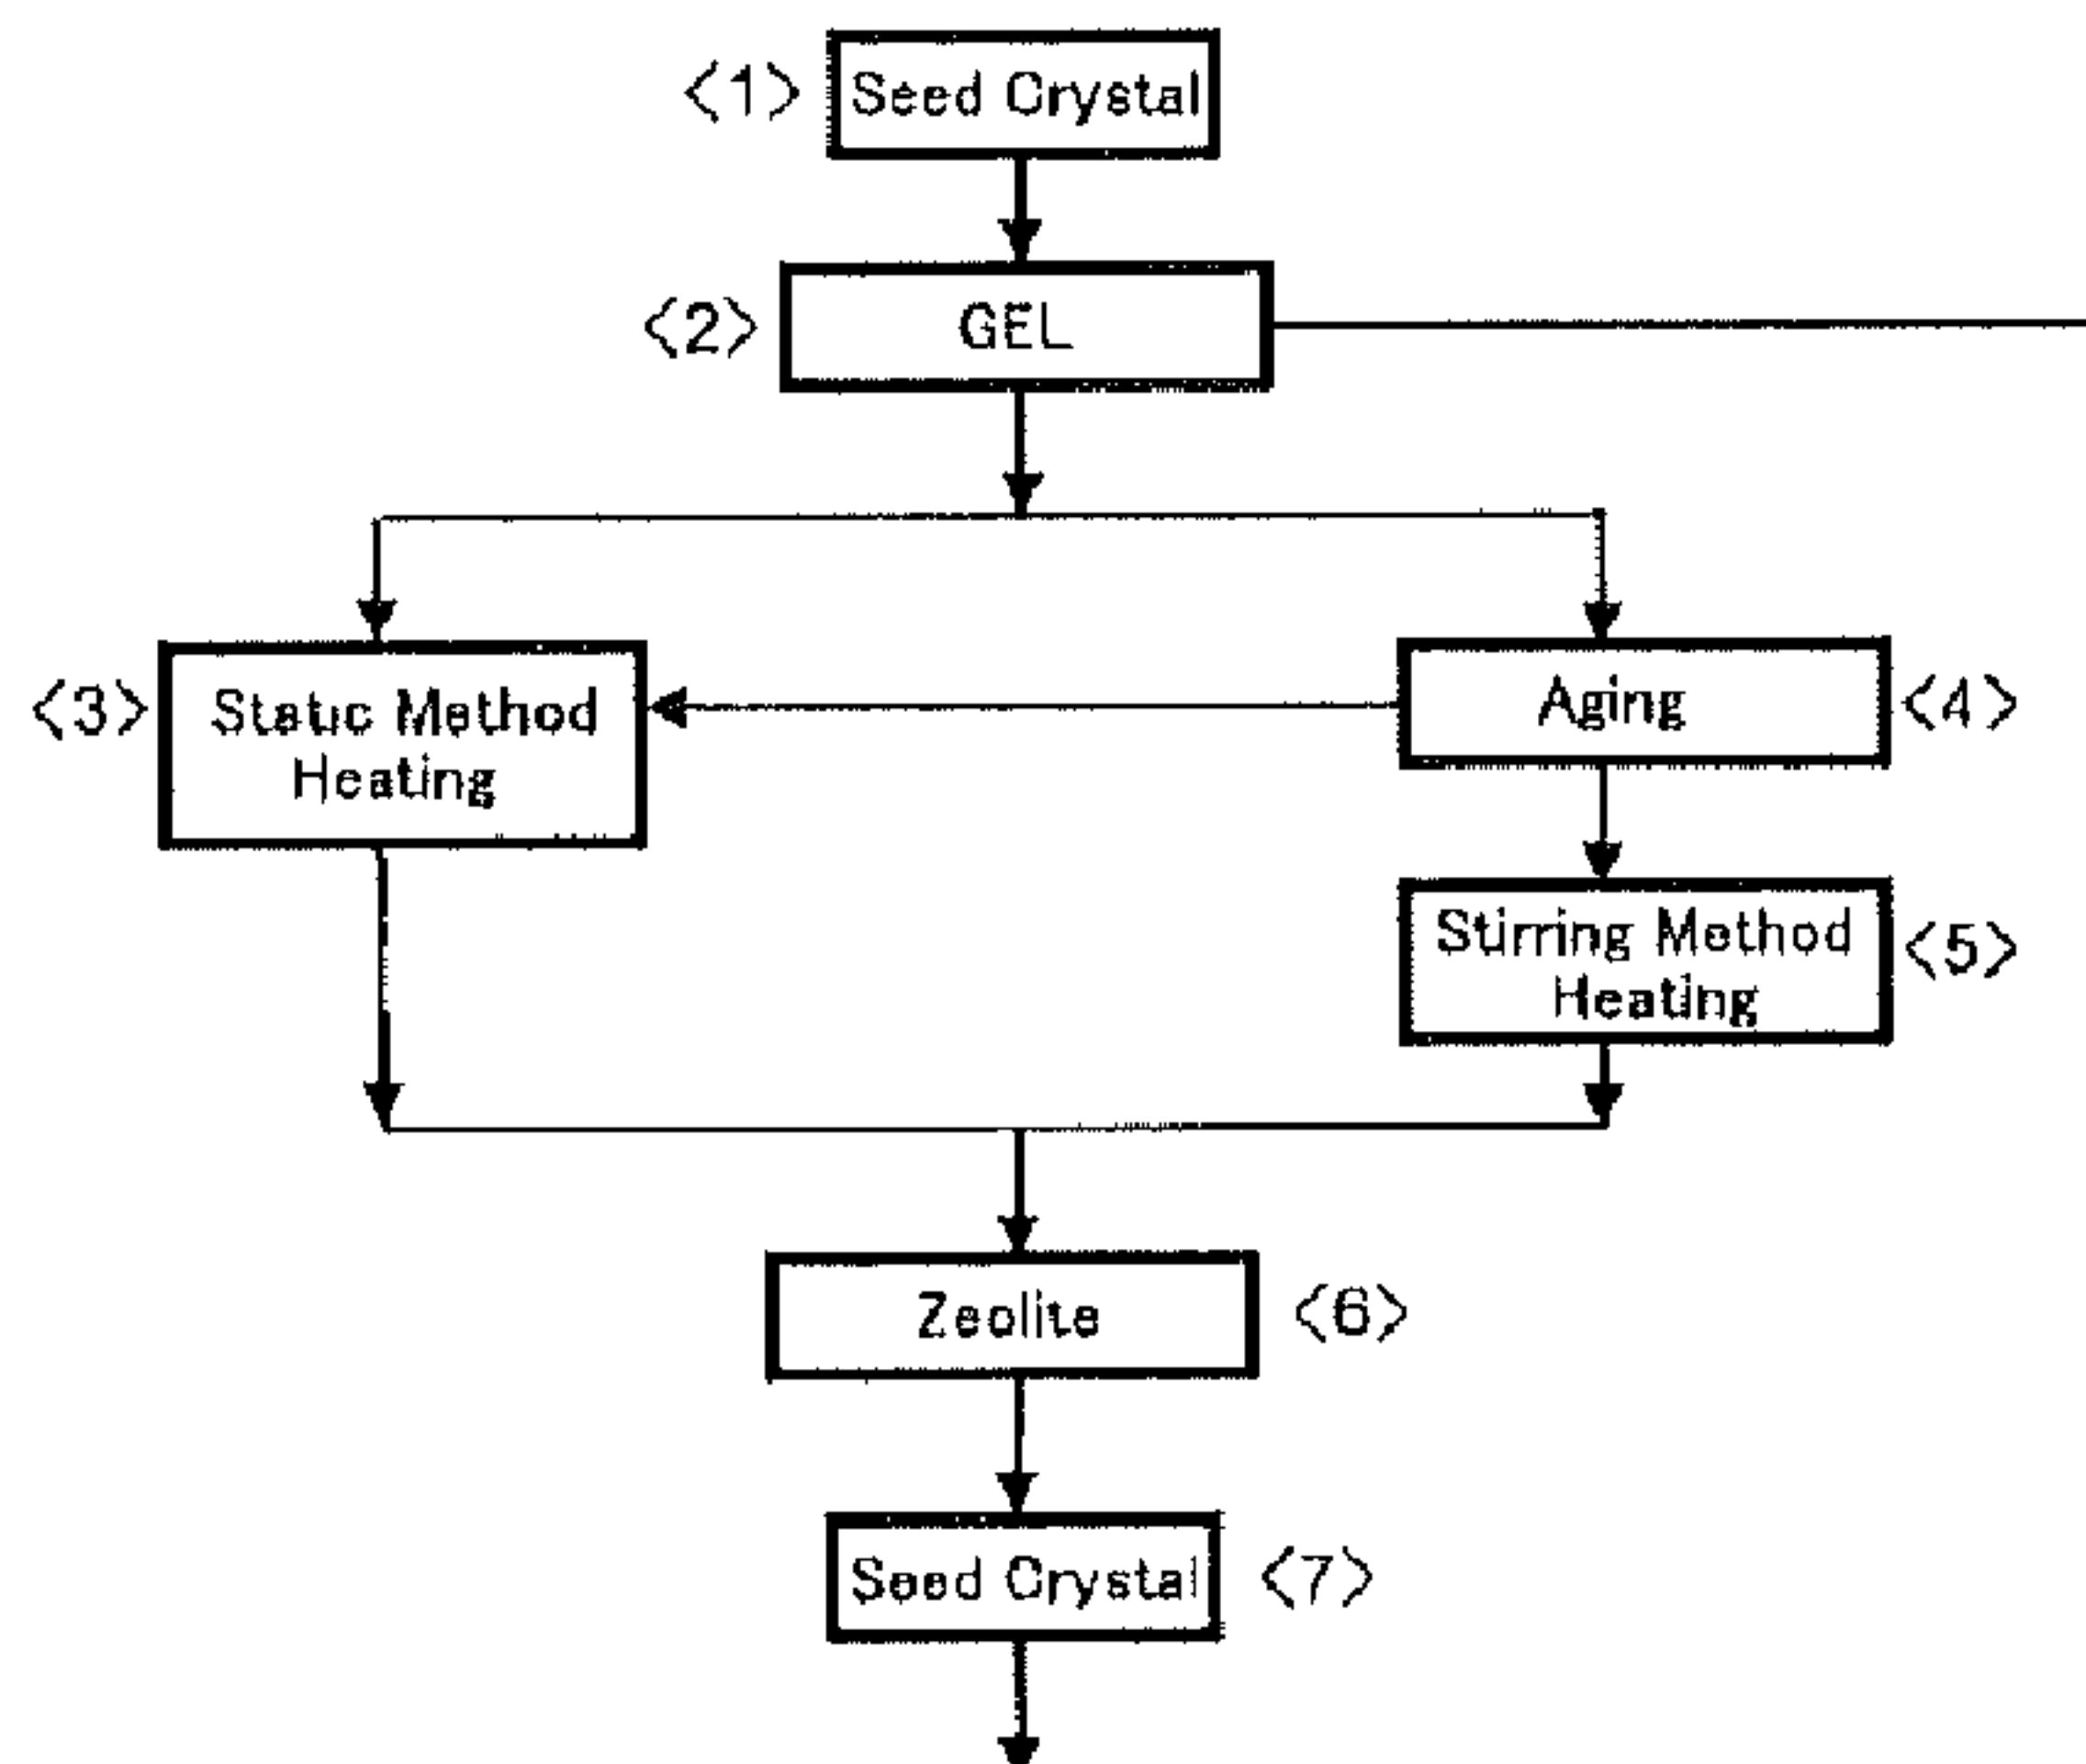 <1> Seed Crystal
<2> GEL
<3> Static Method
Heating
Aging <4>
Stirring Method
Heating <5>
Zeolite <6>
Seed Crystal <7>